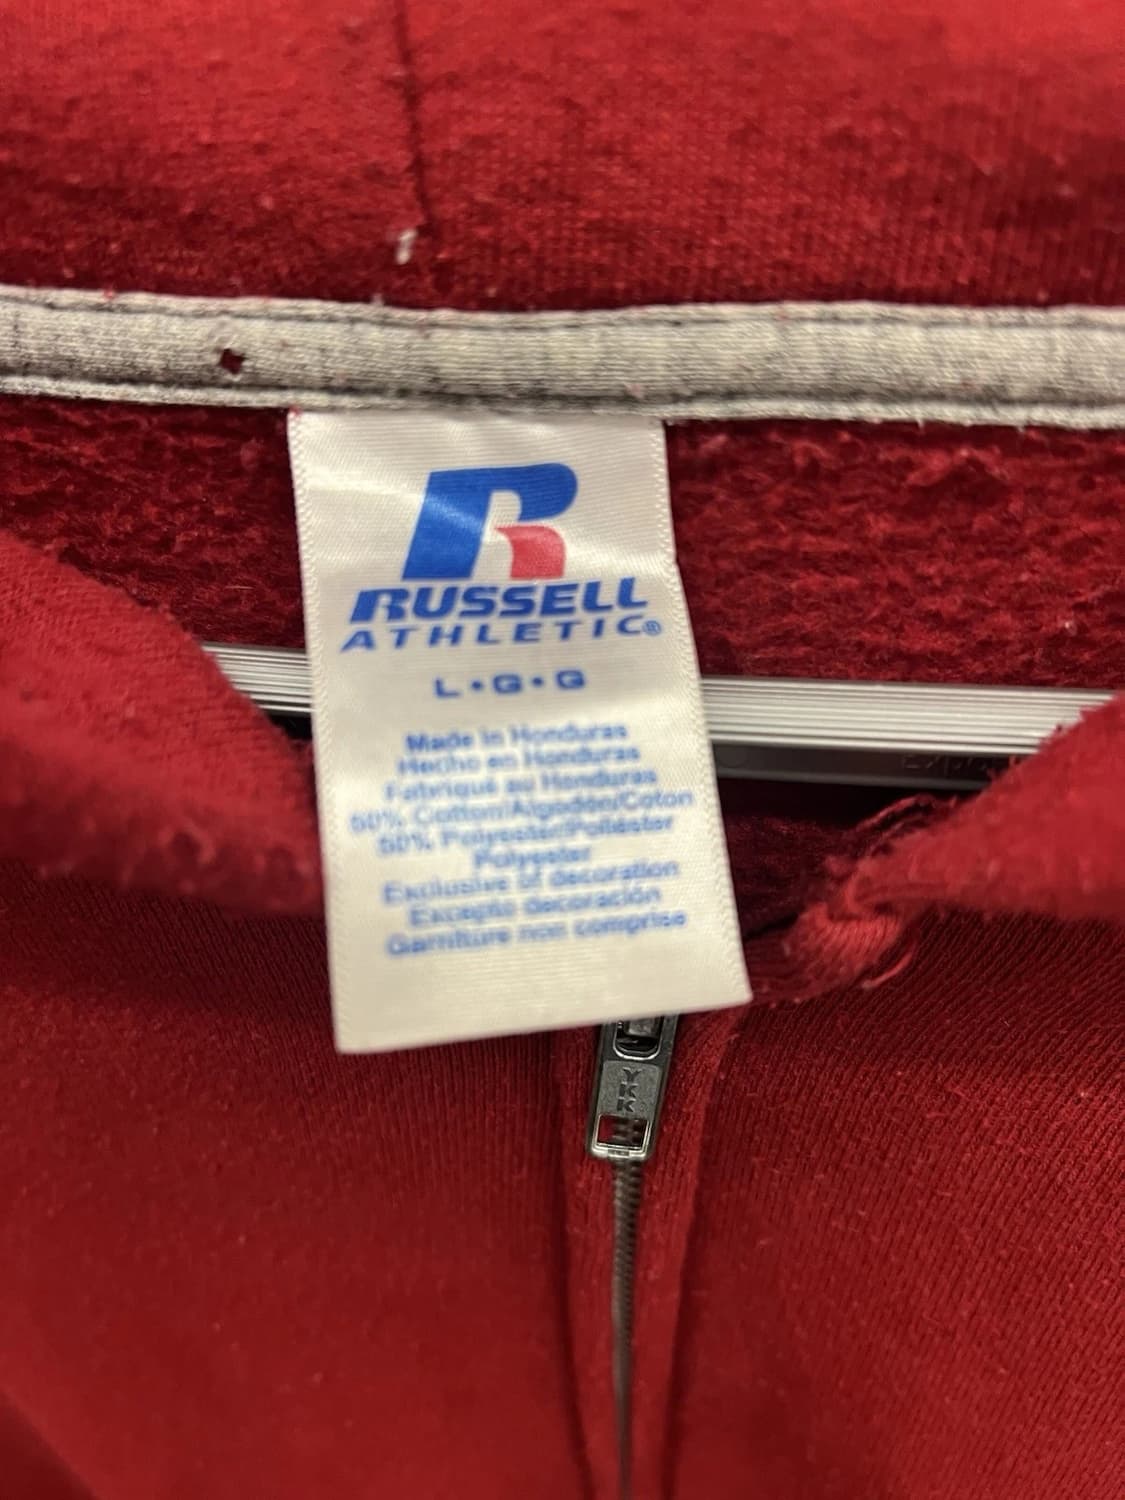 RUSSELL
ATHLETIC®
L • G • G
Made in Honduras
Hecho en Honduras
Fabriqué au Honduras
50% Cotton/Algodón/Coton
50% Polyester/Poliéster
Polyester
Exclusive of decoration
Excepto decoración
Garniture non comprise
YKK